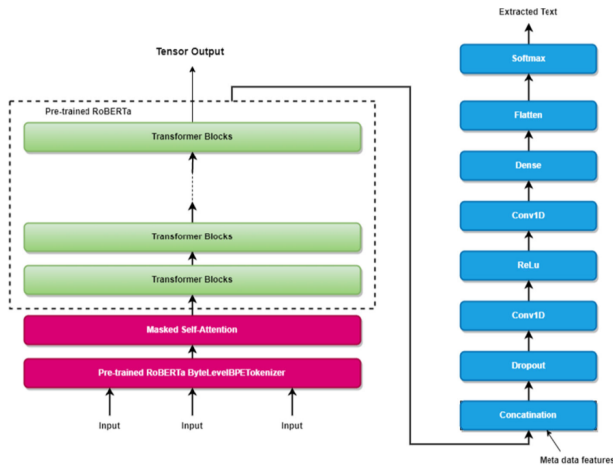 Tensor Output
Pre-trained RoBERTa
Transformer Blocks
Transformer Blocks
Transformer Blocks
Masked Self-Attention
Pre-trained RoBERTa ByteLevelBPETokenizer
Input
Input
Input
Extracted Text
Softmax
Flatten
Dense
Conv1D
ReLu
Conv1D
Dropout
Concatination
Meta data features